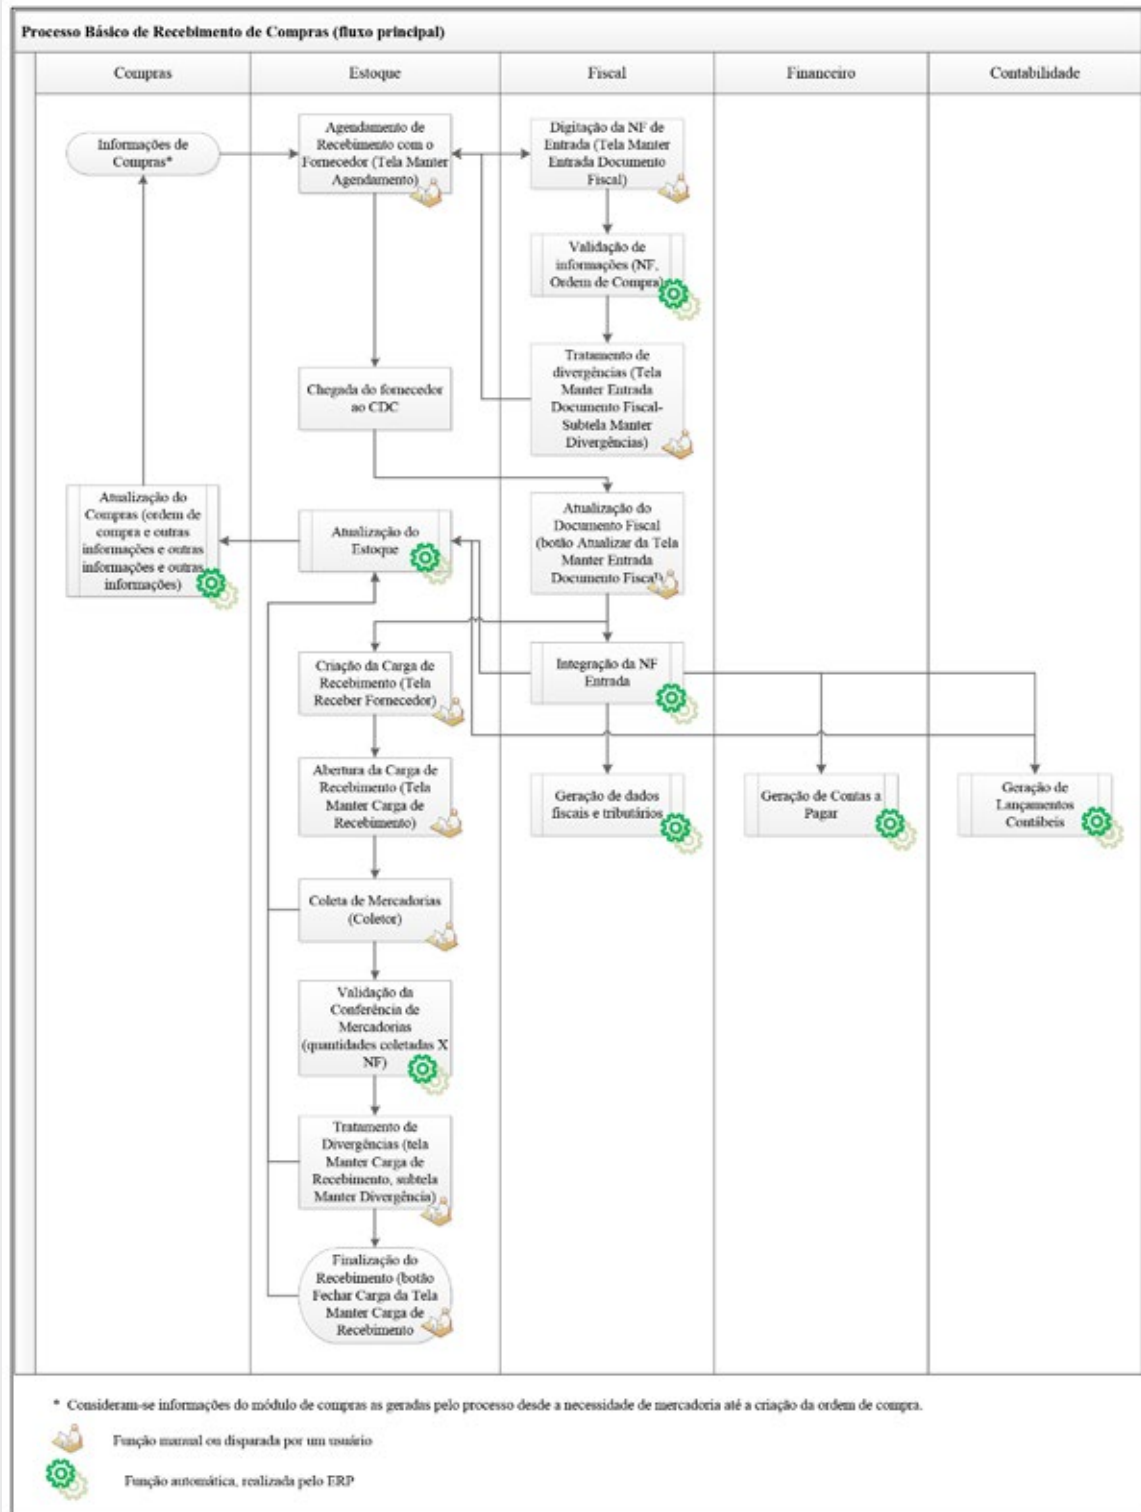 Processo Básico de Recebimento de Compras (fluxo principal)
Compras
Estoque
Fiscal
Financeiro
Contabilidade
Informações de
Compras*
Agendamento de
Recebimento com o
Fornecedor (Tela Manter
Agendamento)
Digitação da NF de
Entrada (Tela Manter
Entrada Documento
Fiscal)
Validação de
informações (NF,
Ordem de Compra)
Chegada do fornecedor
ao CDC
Tratamento de
divergências (Tela
Manter Entrada
Documento Fiscal-
Subtela Manter
Divergências)
Atualização do
Compras (ordem de
compra e outras
informações e outras
informações e outras
informações)
Atualização do
Estoque
Atualização do
Documento Fiscal
(botão Atualizar da Tela
Manter Entrada
Documento Fiscal)
Criação da Carga de
Recebimento (Tela
Receber Fornecedor)
Integração da NF
Entrada
Abertura da Carga de
Recebimento (Tela
Manter Carga de
Recebimento)
Geração de dados
fiscais e tributários
Geração de Contas a
Pagar
Geração de
Lançamentos
Contábeis
Coleta de Mercadorias
(Coletor)
Validação da
Conferência de
Mercadorias
(quantidades coletadas X
NF)
Tratamento de
Divergências (tela
Manter Carga de
Recebimento, subtela
Manter Divergência)
Finalização do
Recebimento (botão
Fechar Carga da Tela
Manter Carga de
Recebimento
* Consideram-se informações do módulo de compras as geradas pelo processo desde a necessidade de mercadoria até a criação da ordem de compra.
Função manual ou disparada por um usuário
Função automática, realizada pelo ERP